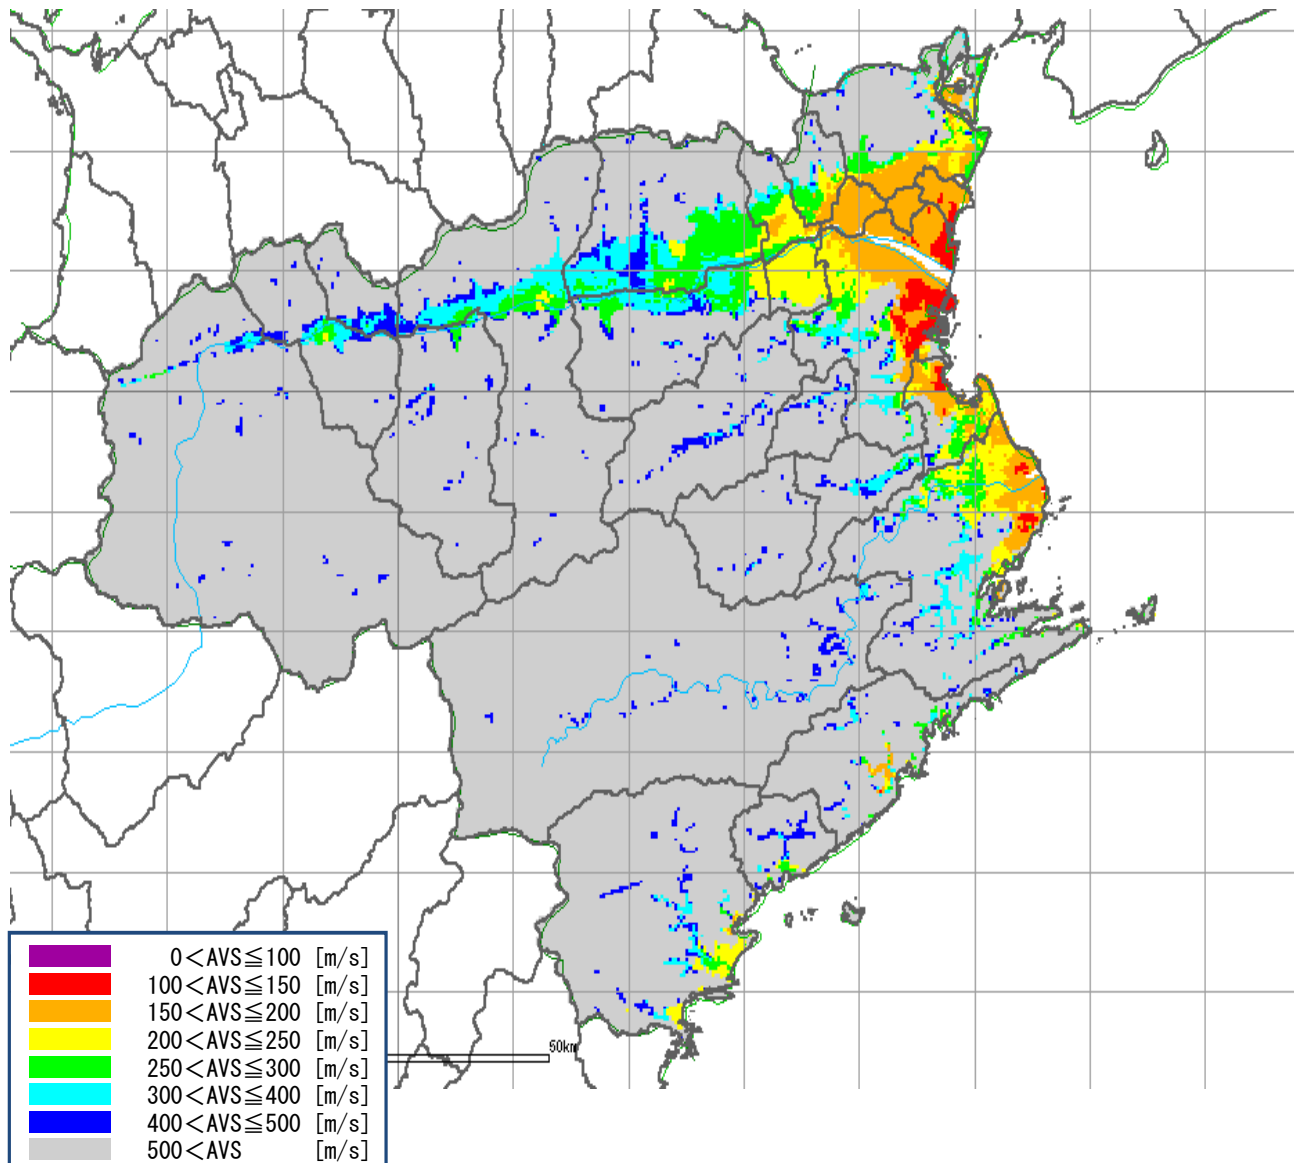 50km
0＜AVS≦100 [m/s]
100＜AVS≦150 [m/s]
150＜AVS≦200 [m/s]
200＜AVS≦250 [m/s]
250＜AVS≦300 [m/s]
300＜AVS≦400 [m/s]
400＜AVS≦500 [m/s]
500＜AVS [m/s]